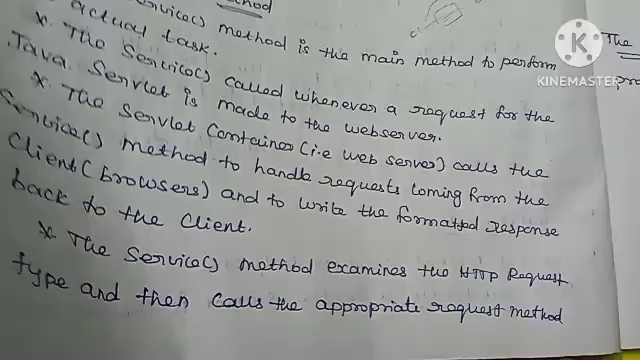 Service() method is the main method to perform
actual task.
* The Service() called whenever a request for the
Java Servlet is made to the webserver.
* The Servlet Container (i.e web server) calls the
Service() method to handle requests coming from the
Client (browsers) and to write the formatted response
back to the Client.
* The Service() method examines the HTTP Request
type and then calls the appropriate request method
The
KINEMASTER